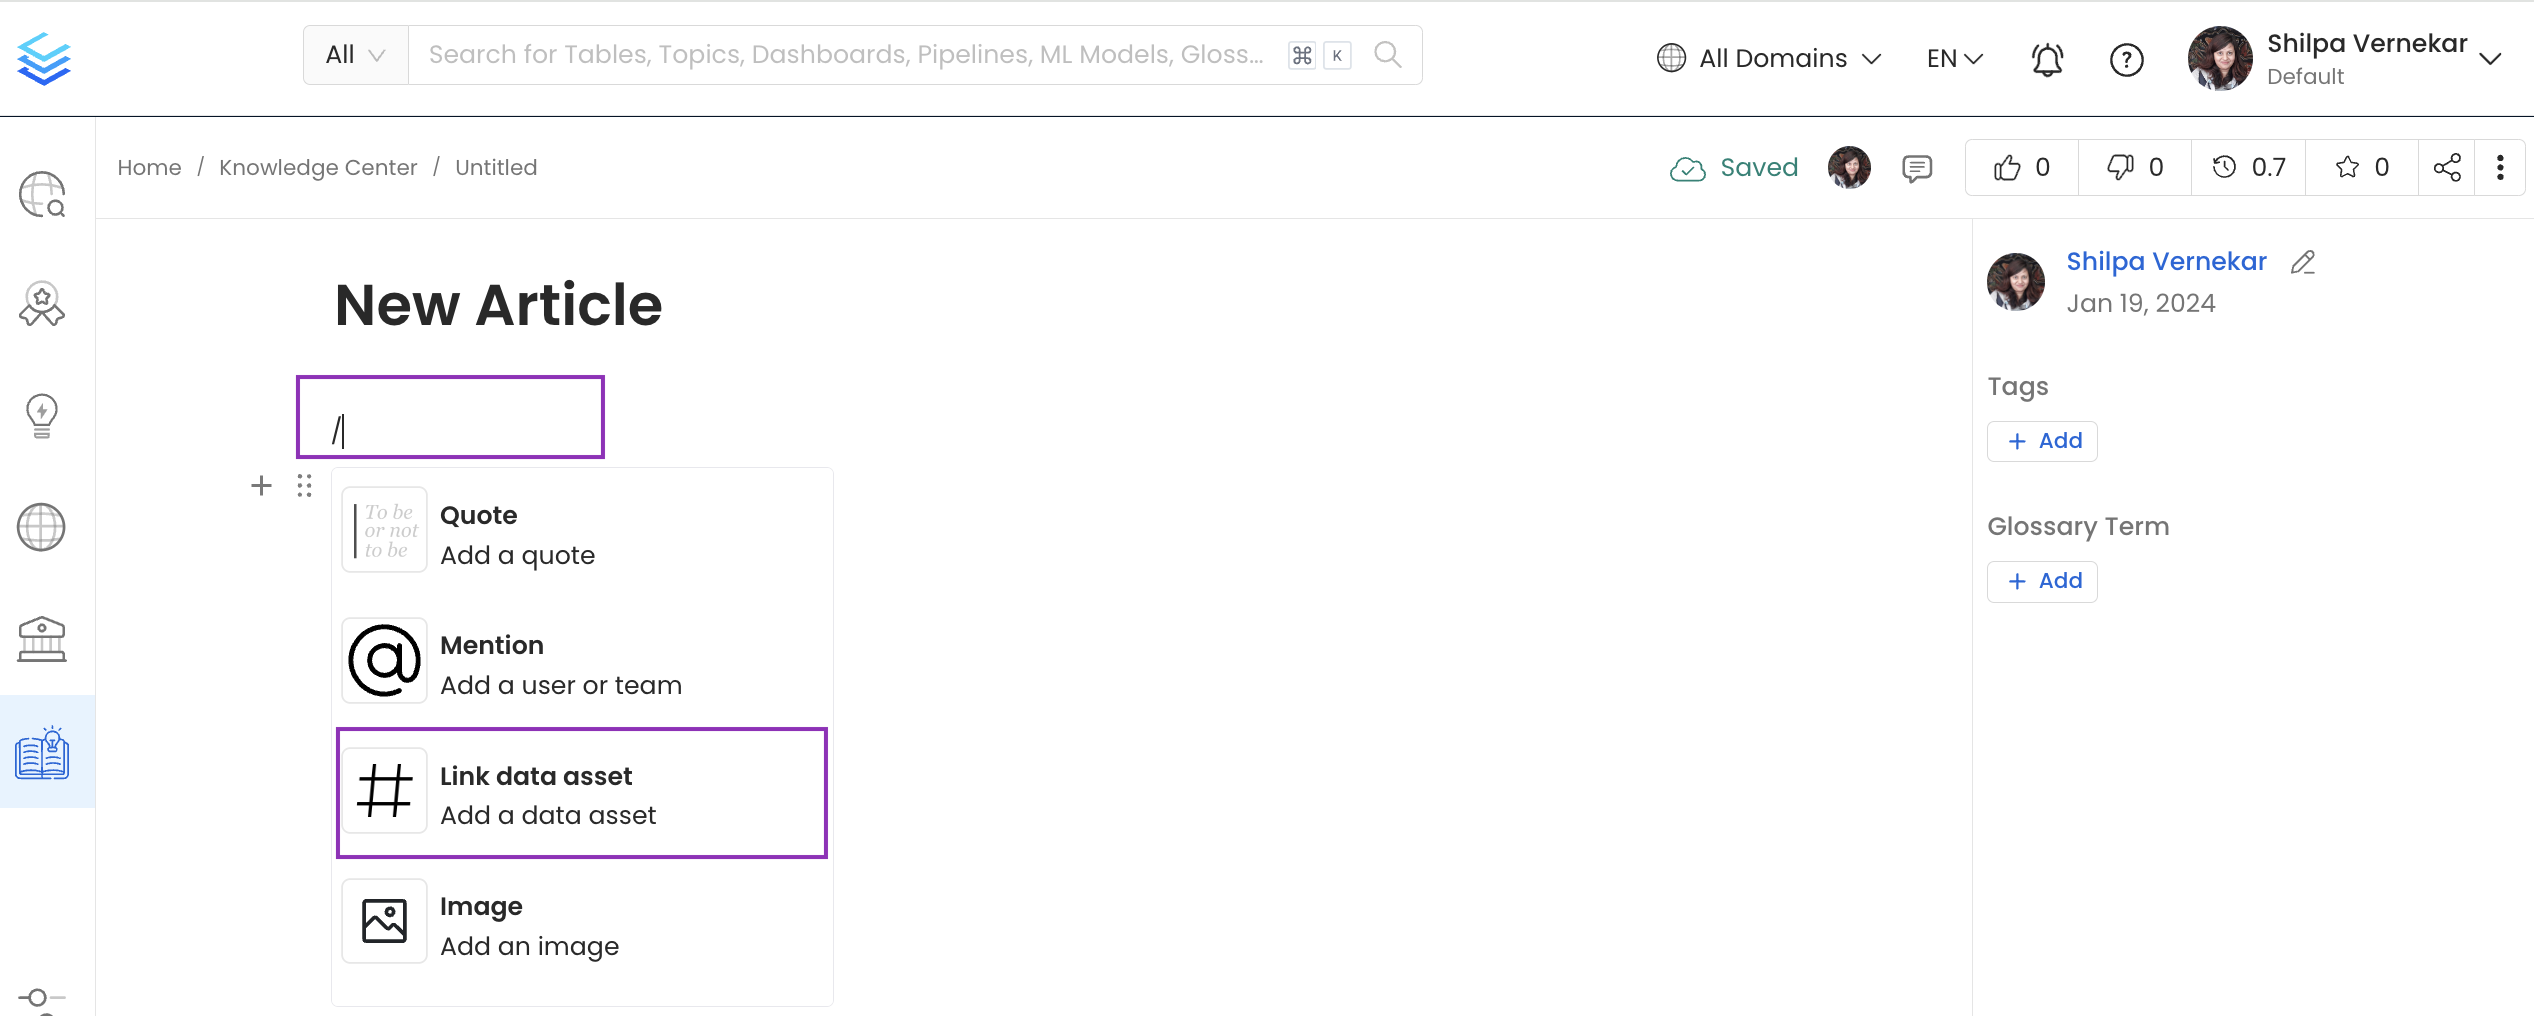 All
Search for Tables, Topics, Dashboards, Pipelines, ML Models, Gloss...
⌘ K
All Domains
EN
?
Shilpa Vernekar
Default
Home / Knowledge Center / Untitled
Saved
0
0
0.7
0
New Article
/
To be
or not
to be
Quote
Add a quote
@
Mention
Add a user or team
#
Link data asset
Add a data asset
Image
Add an image
Shilpa Vernekar
Jan 19, 2024
Tags
+ Add
Glossary Term
+ Add